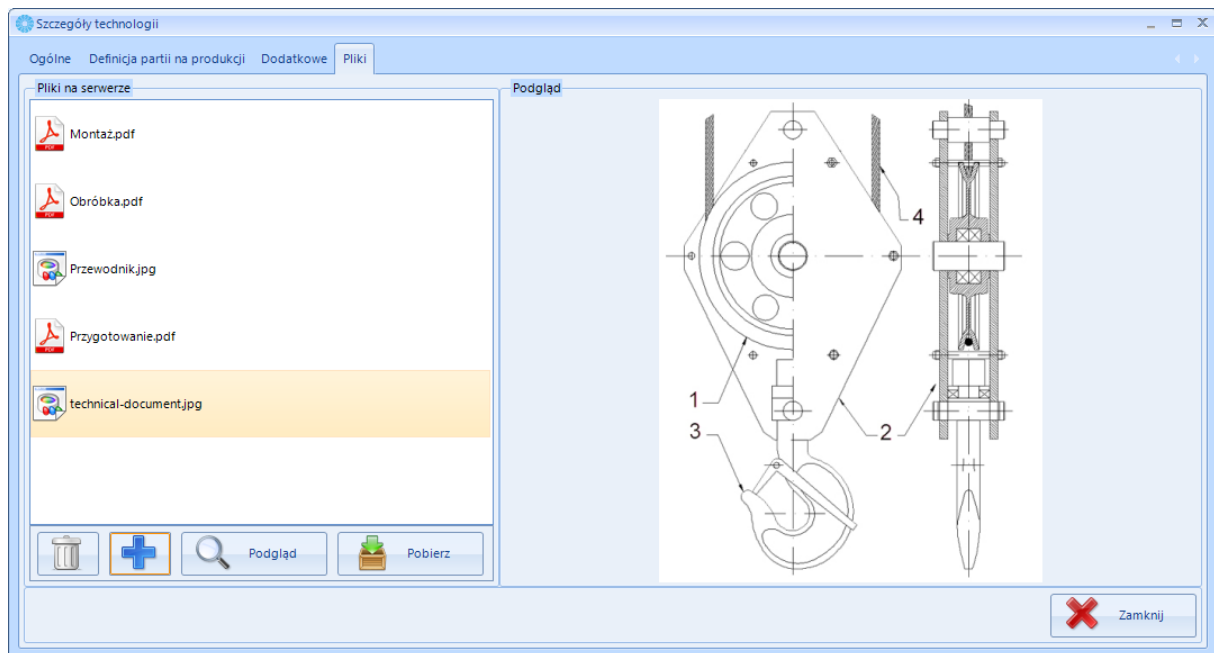 Szczegóły technologii
Ogólne Definicja partii na produkcji Dodatkowe Pliki
Pliki na serwerze
Montaż.pdf
Obróbka.pdf
Przewodnik.jpg
Przygotowanie.pdf
technical-document.jpg
Podgląd Pobierz
Podgląd
4
1
2
3
Zamknij